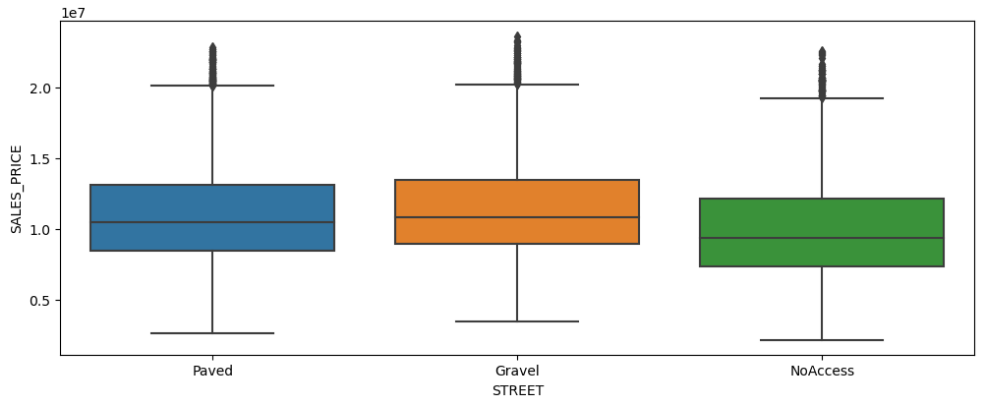 1e7
2.0
1.5
1.0
0.5
SALES_PRICE
Paved Gravel NoAccess
STREET